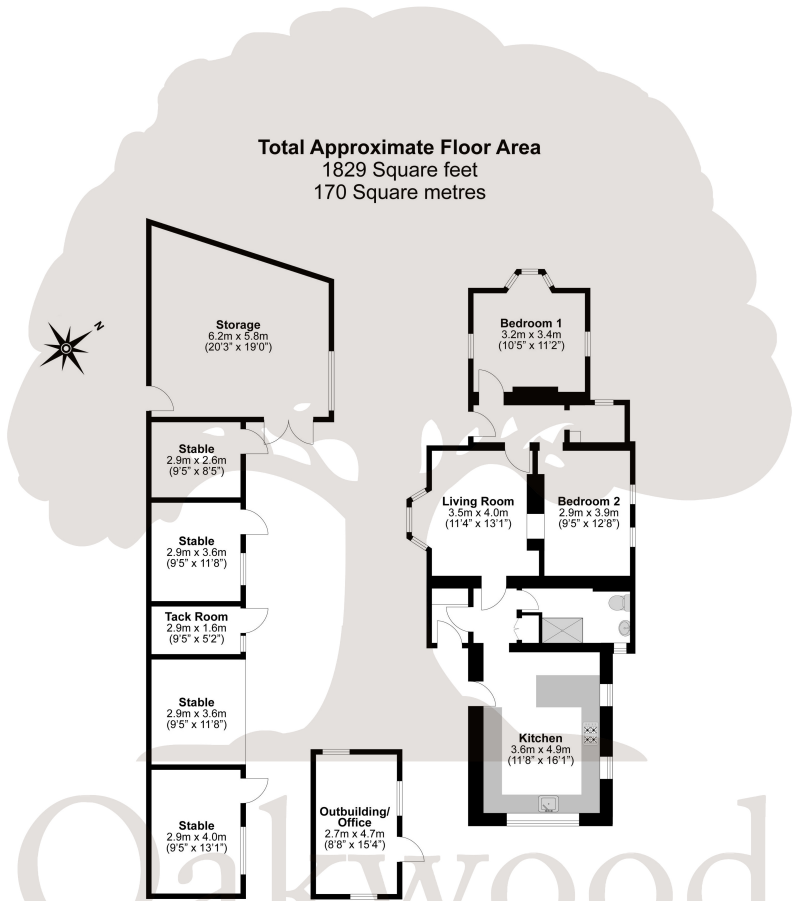 Total Approximate Floor Area
1829 Square feet
170 Square metres
N
Storage
6.2m x 5.8m
(20'3" x 19'0")
Bedroom 1
3.2m x 3.4m
(10'5" x 11'2")
Stable
2.9m x 2.6m
(9'5" x 8'5")
Living Room
3.5m x 4.0m
(11'4" x 13'1")
Bedroom 2
2.9m x 3.9m
(9'5" x 12'8")
Stable
2.9m x 3.6m
(9'5" x 11'8")
Tack Room
2.9m x 1.6m
(9'5" x 5'2")
Stable
2.9m x 3.6m
(9'5" x 11'8")
Kitchen
3.6m x 4.9m
(11'8" x 16'1")
Stable
2.9m x 4.0m
(9'5" x 13'1")
Outbuilding/
Office
2.7m x 4.7m
(8'8" x 15'4")
Oakwood